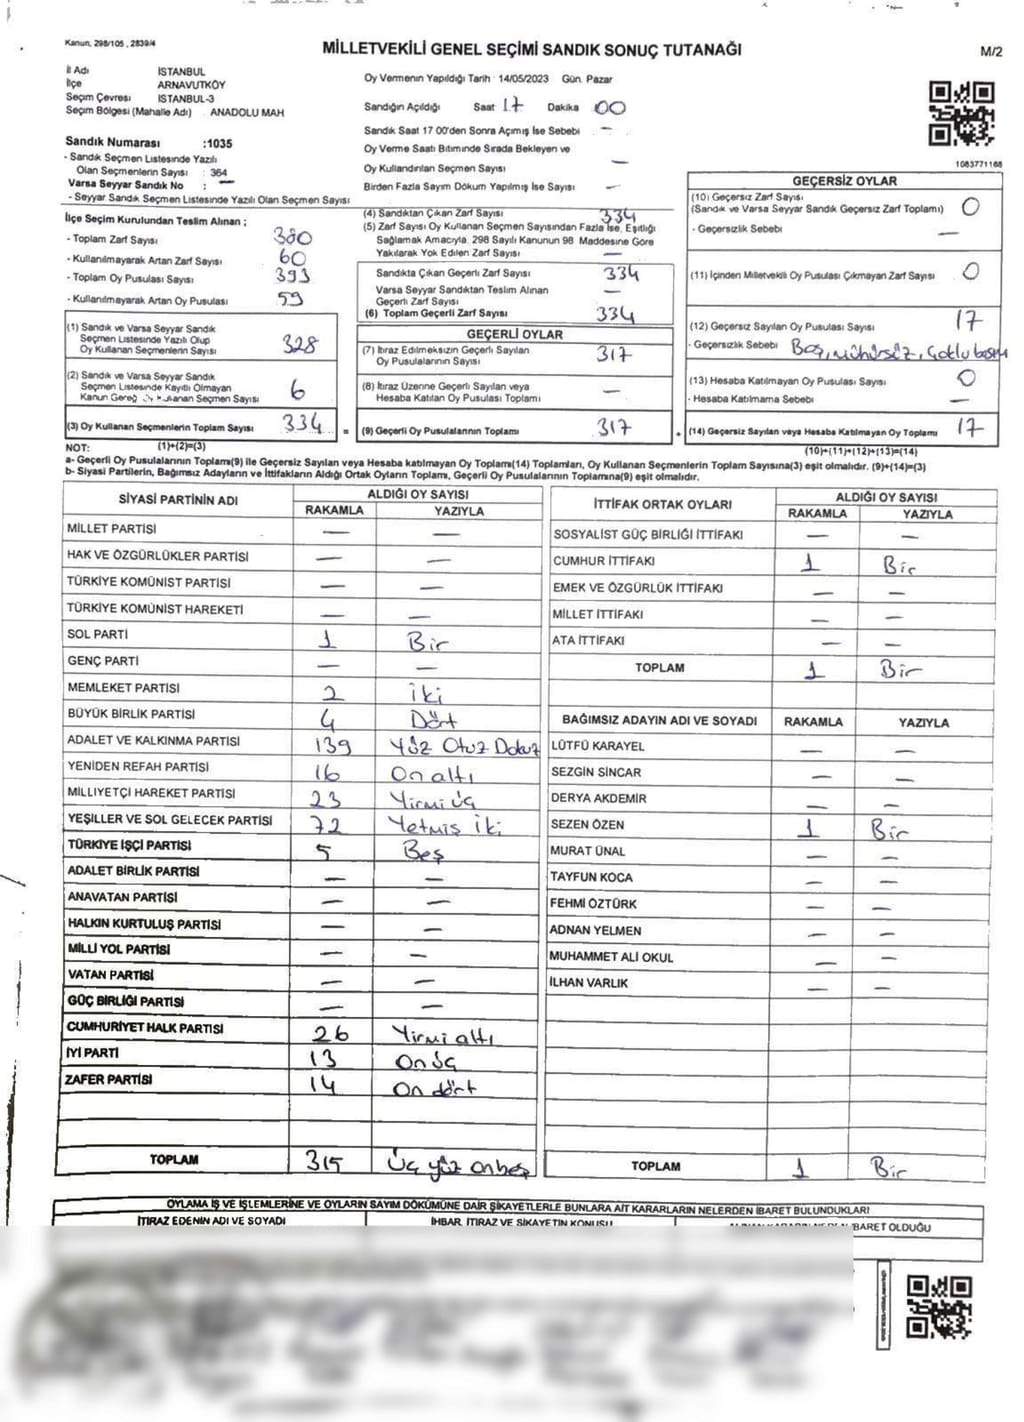 Kanun, 298/105, 2839/4
MİLLETVEKİLİ GENEL SEÇİMİ SANDIK SONUÇ TUTANAĞI
M/2
İl Adı İSTANBUL
İlçe ARNAVUTKÖY
Seçim Çevresi İSTANBUL-3
Seçim Bölgesi (Mahalle Adı) ANADOLU MAH
Sandık Numarası :1035
- Sandık Seçmen Listesinde Yazılı
Olan Seçmenlerin Sayısı : 364
Varsa Seyyar Sandık No : —
- Seyyar Sandık Seçmen Listesinde Yazılı Olan Seçmen Sayısı
Oy Vermenin Yapıldığı Tarih 14/05/2023 Gün. Pazar
Sandığın Açıldığı Saat 17 Dakika 00
Sandık Saat 17 00'den Sonra Açımış İse Sebebi —
Oy Verme Saati Bitiminde Sırada Bekleyen ve
Oy Kullandırılan Seçmen Sayısı —
Birden Fazla Sayım Döküm Yapılmış İse Sayısı —
1083771168
İlçe Seçim Kurulundan Teslim Alınan ;
- Toplam Zarf Sayısı 380
- Kullanılmayarak Artan Zarf Sayısı 60
- Toplam Oy Pusulası Sayısı 393
- Kullanılmayarak Artan Oy Pusulası 59
(1) Sandık ve Varsa Seyyar Sandık
Seçmen Listesinde Yazılı Olup
Oy Kullanan Seçmenlerin Sayısı 328
(2) Sandık ve Varsa Seyyar Sandık
Seçmen Listesinde Kayıtlı Olmayan
Kanun Gereği Kullanan Seçmen Sayısı 6
(3) Oy Kullanan Seçmenlerin Toplam Sayısı 334 =
(4) Sandıktan Çıkan Zarf Sayısı 334
(5) Zarf Sayısı Oy Kullanan Seçmen Sayısından Fazla İse, Eşitliği
Sağlamak Amacıyla. 298 Sayılı Kanunun 98 Maddesine Göre
Yakılarak Yok Edilen Zarf Sayısı —
Sandıkta Çıkan Geçerli Zarf Sayısı 334
Varsa Seyyar Sandıktan Teslim Alınan
Geçerli Zarf Sayısı —
(6) Toplam Geçerli Zarf Sayısı 334
GEÇERLİ OYLAR
(7) İtiraz Edilmeksizin Geçerli Sayılan
Oy Pusulalarının Sayısı 317
(8) İtiraz Üzerine Geçerli Sayılan veya
Hesaba Katılan Oy Pusulası Toplamı —
(9) Geçerli Oy Pusulalarının Toplamı 317 +
GEÇERSİZ OYLAR
(10) Geçersiz Zarf Sayısı
(Sandık ve Varsa Seyyar Sandık Geçersiz Zarf Toplamı) 0
- Geçersizlik Sebebi —
(11) İçinden Milletvekili Oy Pusulası Çıkmayan Zarf Sayısı 0
(12) Geçersiz Sayılan Oy Pusulası Sayısı 17
- Geçersizlik Sebebi Boş, mühürsüz, Çoklu basım
(13) Hesaba Katılmayan Oy Pusulası Sayısı 0
- Hesaba Katılmama Sebebi —
(14) Geçersiz Sayılan veya Hesaba Katılmayan Oy Toplamı 17
NOT: (1)+(2)=(3)
(10)+(11)+(12)+(13)=(14)
a- Geçerli Oy Pusulalarının Toplamı(9) ile Geçersiz Sayılan veya Hesaba katılmayan Oy Toplamı(14) Toplamları, Oy Kullanan Seçmenlerin Toplam Sayısına(3) eşit olmalıdır. (9)+(14)=(3)
b- Siyasi Partilerin, Bağımsız Adayların ve İttifakların Aldığı Ortak Oyların Toplamı, Geçerli Oy Pusulalarının Toplamına(9) eşit olmalıdır.
SİYASİ PARTİNİN ADI ALDIĞI OY SAYISI
RAKAMLA YAZIYLA
MİLLET PARTİSİ — —
HAK VE ÖZGÜRLÜKLER PARTİSİ — —
TÜRKİYE KOMÜNİST PARTİSİ — —
TÜRKİYE KOMÜNİST HAREKETİ — —
SOL PARTİ 1 Bir
GENÇ PARTİ — —
MEMLEKET PARTİSİ 2 İki
BÜYÜK BİRLİK PARTİSİ 4 Dört
ADALET VE KALKINMA PARTİSİ 139 Yüz Otuz Dokuz
YENİDEN REFAH PARTİSİ 16 On altı
MİLLİYETÇİ HAREKET PARTİSİ 23 Yirmi üç
YEŞİLLER VE SOL GELECEK PARTİSİ 72 Yetmiş İki
TÜRKİYE İŞÇİ PARTİSİ 5 Beş
ADALET BİRLİK PARTİSİ — —
ANAVATAN PARTİSİ — —
HALKIN KURTULUŞ PARTİSİ — —
MİLLİ YOL PARTİSİ — —
VATAN PARTİSİ — —
GÜÇ BİRLİĞİ PARTİSİ — —
CUMHURİYET HALK PARTİSİ 26 Yirmi altı
İYİ PARTİ 13 On üç
ZAFER PARTİSİ 14 On dört
TOPLAM 315 Üç yüz onbeş
İTTİFAK ORTAK OYLARI ALDIĞI OY SAYISI
RAKAMLA YAZIYLA
SOSYALİST GÜÇ BİRLİĞİ İTTİFAKI — —
CUMHUR İTTİFAKI 1 Bir
EMEK VE ÖZGÜRLÜK İTTİFAKI — —
MİLLET İTTİFAKI — —
ATA İTTİFAKI — —
TOPLAM 1 Bir
BAĞIMSIZ ADAYIN ADI VE SOYADI RAKAMLA YAZIYLA
LÜTFÜ KARAYEL — —
SEZGİN SİNCAR — —
DERYA AKDEMİR — —
SEZEN ÖZEN 1 Bir
MURAT ÜNAL — —
TAYFUN KOCA — —
FEHMİ ÖZTÜRK — —
ADNAN YELMEN — —
MUHAMMET ALİ OKUL — —
İLHAN VARLIK — —
TOPLAM 1 Bir
OYLAMA İŞ VE İŞLEMLERİNE VE OYLARIN SAYIM DÖKÜMÜNE DAİR ŞİKAYETLERLE BUNLARA AİT KARARLARIN NELERDEN İBARET BULUNDUKLARI
İTİRAZ EDENİN ADI VE SOYADI İHBAR, İTİRAZ VE ŞİKAYETİN KONUSU İBARET OLDUĞU